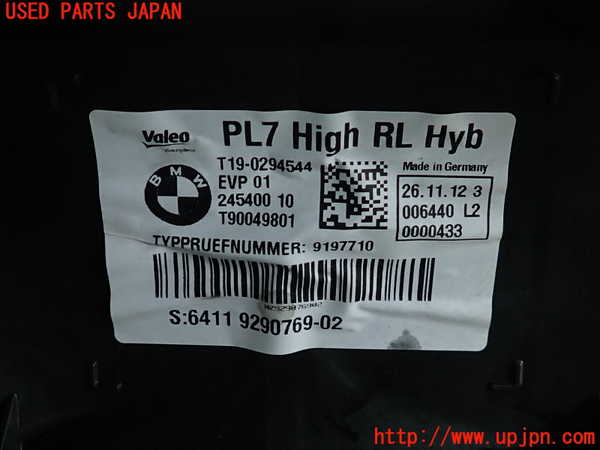 USED PARTS JAPAN
Valeo
PL7 High RL Hyb
BMW
T19-0294544
EVP 01
245400 10
T90049801
Made in Germany
26.11.12 3
006440 L2
0000433
TYPPRUEFNUMMER: 9197710
S:6411 9290769-02
http://www.upjpn.com/